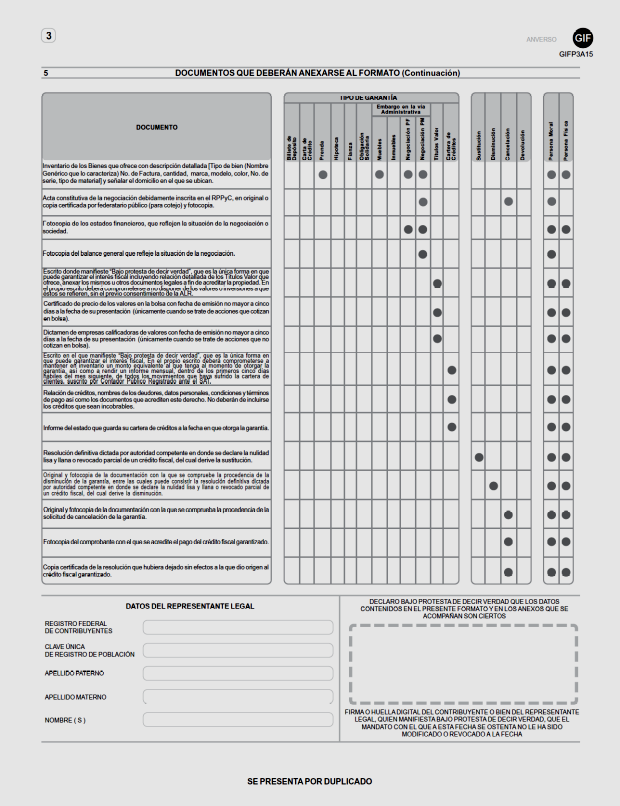 3
ANVERSO
GIF
GIFP3A15
5 DOCUMENTOS QUE DEBERÁN ANEXARSE AL FORMATO (Continuación)
DOCUMENTO
TIPO DE GARANTÍA
Embargo en la vía
Administrativa
Billete de
Depósito
Carta de
Crédito
Prenda
Hipoteca
Fianza
Obligación
Solidaria
Muebles
Inmuebles
Negociación PF
Negociación PM
Títulos Valor
Cartera de
Créditos
Sustitución
Disminución
Cancelación
Devolución
Persona Moral
Persona Física
Inventario de los Bienes que ofrece con descripción detallada [Tipo de bien (Nombre
Genérico que lo caracteriza) No. de Factura, cantidad, marca, modelo, color, No. de
serie, tipo de material] y señalar el domicilio en el que se ubican.
Acta constitutiva de la negociación debidamente inscrita en el RPPyC, en original o
copia certificada por federatario público (para cotejo) y fotocopia.
Fotocopia de los estados financieros, que reflejen la situación de la negociación o
sociedad.
Fotocopia del balance general que refleje la situación de la negociación.
Escrito donde manifieste "Bajo protesta de decir verdad", que es la única forma en que
puede garantizar el interés fiscal incluyendo relación detallada de los Títulos Valor que
ofrece, anexar los mismos u otros documentos legales a fin de acreditar la propiedad. En
el propio escrito deberá comprometerse a no disponer de los valores o inversiones a que
éstos se refieren, sin el previo consentimiento de la ALR.
Certificado de precio de los valores en la bolsa con fecha de emisión no mayor a cinco
días a la fecha de su presentación (únicamente cuando se trate de acciones que cotizan
en bolsa).
Dictamen de empresas calificadoras de valores con fecha de emisión no mayor a cinco
días a la fecha de su presentación (únicamente cuando se trate de acciones que no
cotizan en bolsa).
Escrito en el que manifieste "Bajo protesta de decir verdad", que es la única forma en
que puede garantizar el interés fiscal. En el propio escrito deberá comprometerse a
mantener en inventario un monto equivalente al que tenga al momento de otorgar la
garantía, así como a rendir un informe mensual, dentro de los primeros cinco días
hábiles del mes siguiente, de todos los movimientos que haya sufrido la cartera de
clientes, suscrito por Contador Público Registrado ante el SAT.
Relación de créditos, nombres de los deudores, datos personales, condiciones y términos
de pago así como los documentos que acrediten este derecho. No deberán de incluirse
los créditos que sean incobrables.
Informe del estado que guarda su cartera de créditos a la fecha en que otorga la garantía.
Resolución definitiva dictada por autoridad competente en donde se declare la nulidad
lisa y llana o revocado parcial de un crédito fiscal, del cual derive la sustitución.
Original y fotocopia de la documentación con la que se compruebe la procedencia de la
disminución de la garantía, entre las cuales puede consistir la resolución definitiva dictada
por autoridad competente en donde se declare la nulidad lisa y llana o revocado parcial de
un crédito fiscal, del cual derive la disminución.
Original y fotocopia de la documentación con la que se compruebe la procedencia de la
solicitud de cancelación de la garantía.
Fotocopia del comprobante con el que se acredite el pago del crédito fiscal garantizado.
Copia certificada de la resolución que hubiera dejado sin efectos a la que dio origen al
crédito fiscal garantizado.
DATOS DEL REPRESENTANTE LEGAL
REGISTRO FEDERAL
DE CONTRIBUYENTES
CLAVE ÚNICA
DE REGISTRO DE POBLACIÓN
APELLIDO PATERNO
APELLIDO MATERNO
NOMBRE ( S )
DECLARO BAJO PROTESTA DE DECIR VERDAD QUE LOS DATOS
CONTENIDOS EN EL PRESENTE FORMATO Y EN LOS ANEXOS QUE SE
ACOMPAÑAN SON CIERTOS
FIRMA O HUELLA DIGITAL DEL CONTRIBUYENTE O BIEN DEL REPRESENTANTE
LEGAL, QUIEN MANIFIESTA BAJO PROTESTA DE DECIR VERDAD, QUE EL
MANDATO CON EL QUE A ESTA FECHA SE OSTENTA NO LE HA SIDO
MODIFICADO O REVOCADO A LA FECHA
SE PRESENTA POR DUPLICADO